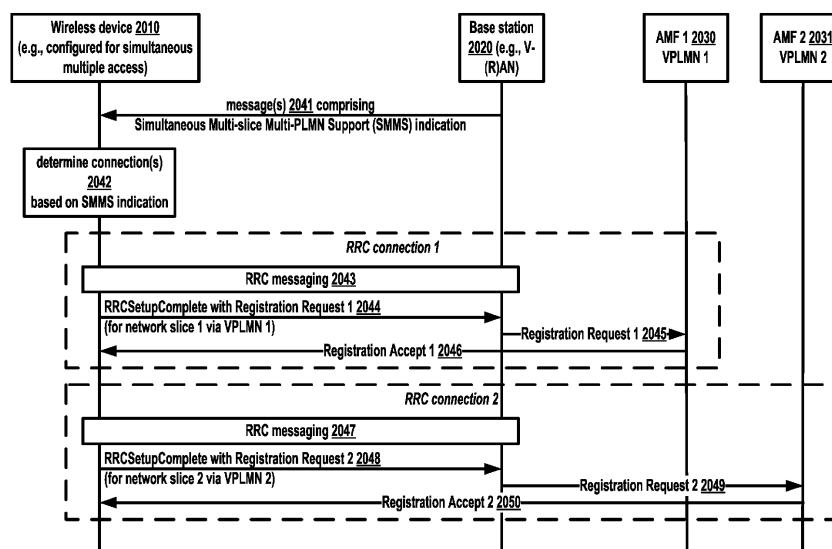 Wireless device 2010
(e.g., configured for simultaneous
multiple access)
Base station
2020 (e.g., V-
(R)AN)
AMF 1 2030
VPLMN 1
AMF 2 2031
VPLMN 2
message(s) 2041 comprising
Simultaneous Multi-slice Multi-PLMN Support (SMMS) indication
determine connection(s)
2042
based on SMMS indication
RRC connection 1
RRC messaging 2043
RRCSetupComplete with Registration Request 1 2044
(for network slice 1 via VPLMN 1)
Registration Request 1 2045
Registration Accept 1 2046
RRC connection 2
RRC messaging 2047
RRCSetupComplete with Registration Request 2 2048
(for network slice 2 via VPLMN 2)
Registration Request 2 2049
Registration Accept 2 2050